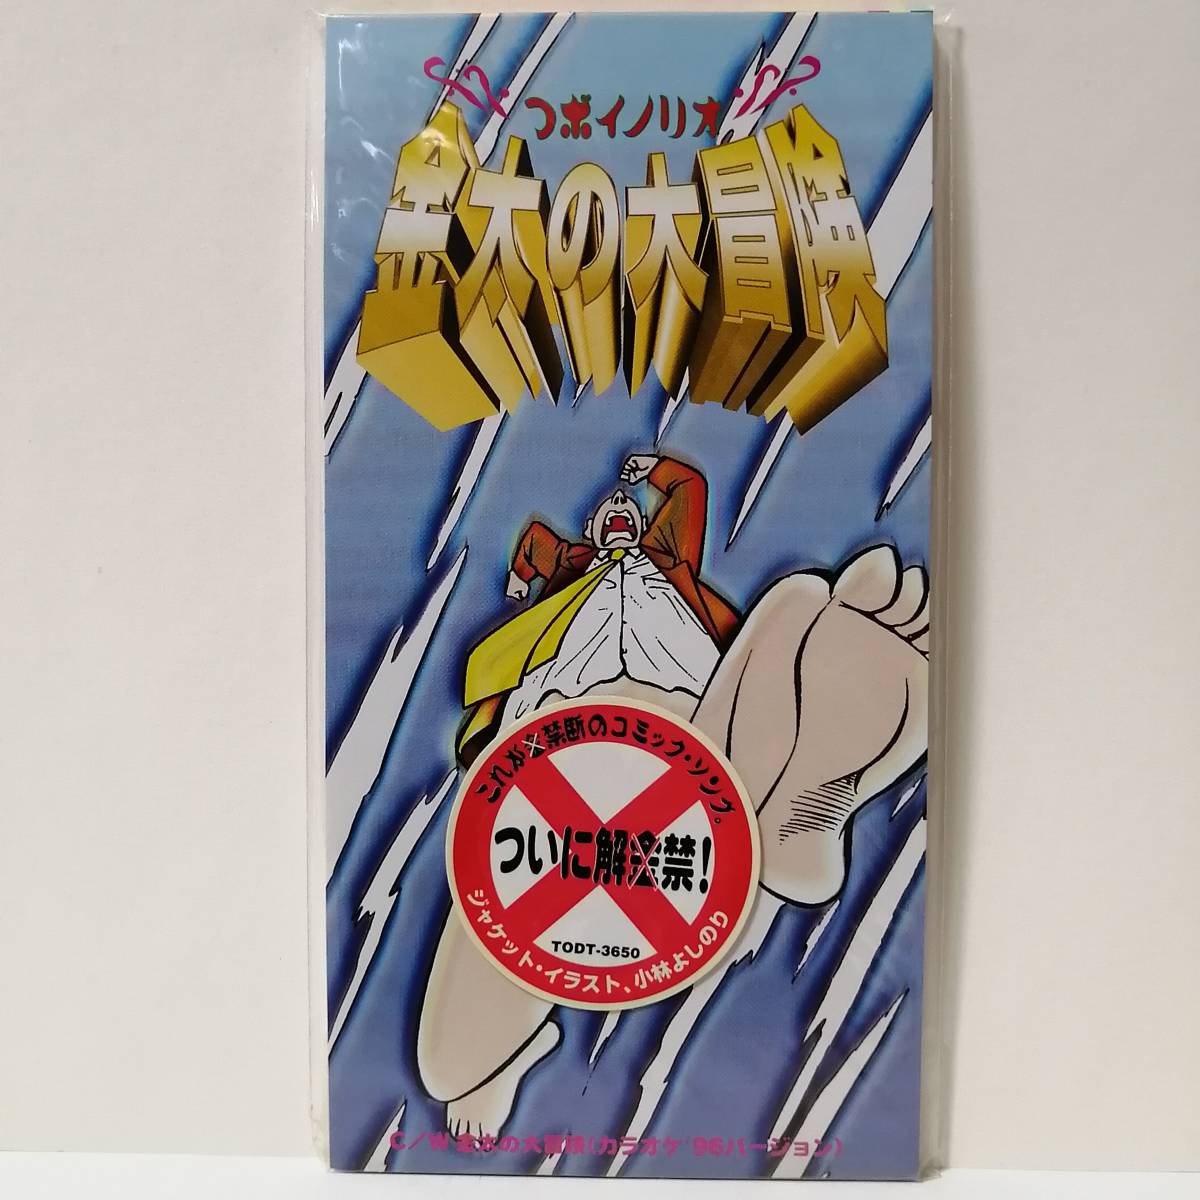 つボイノリオ
金太の大冒険
これが金禁断のコミック・ソング。
ついに解金禁！
TODT-3650
ジャケット・イラスト、小林よしのり
C／W 金太の大冒険（カラオケ'96バージョン）